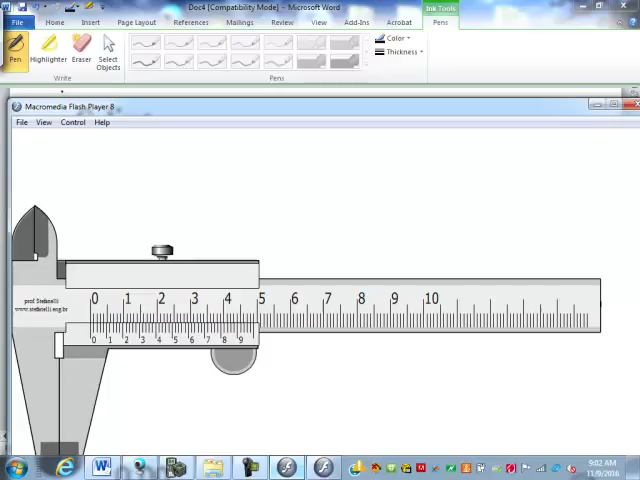 Doc4 [Compatibility Mode] - Microsoft Word
Ink Tools
File Home Insert Page Layout References Mailings Review View Add-Ins Acrobat Pens
Pen Highlighter Eraser Select Objects
Color
Thickness
Write Pens
Macromedia Flash Player 8
File View Control Help
0 1 2 3 4 5 6 7 8 9 10
prof Stefanelli
www.stefanelli.eng.br
0 1 2 3 4 5 6 7 8 9
9:02 AM
11/9/2016